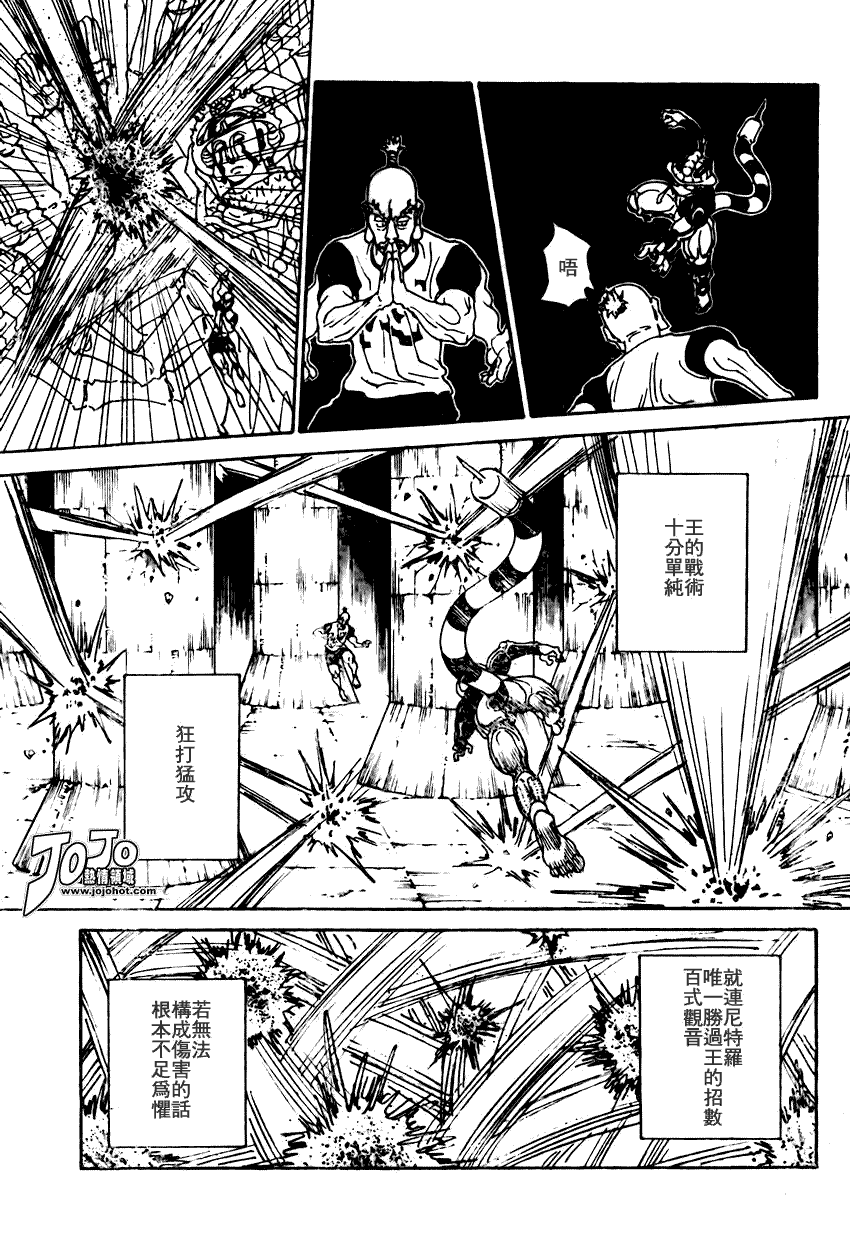 唔
王的戰術
十分單純
狂打猛攻
JOJO
熱情領域
www.jojohot.com
就連尼特羅
唯一勝過王的招數
百式觀音
若無法
構成傷害的話
根本不足為懼